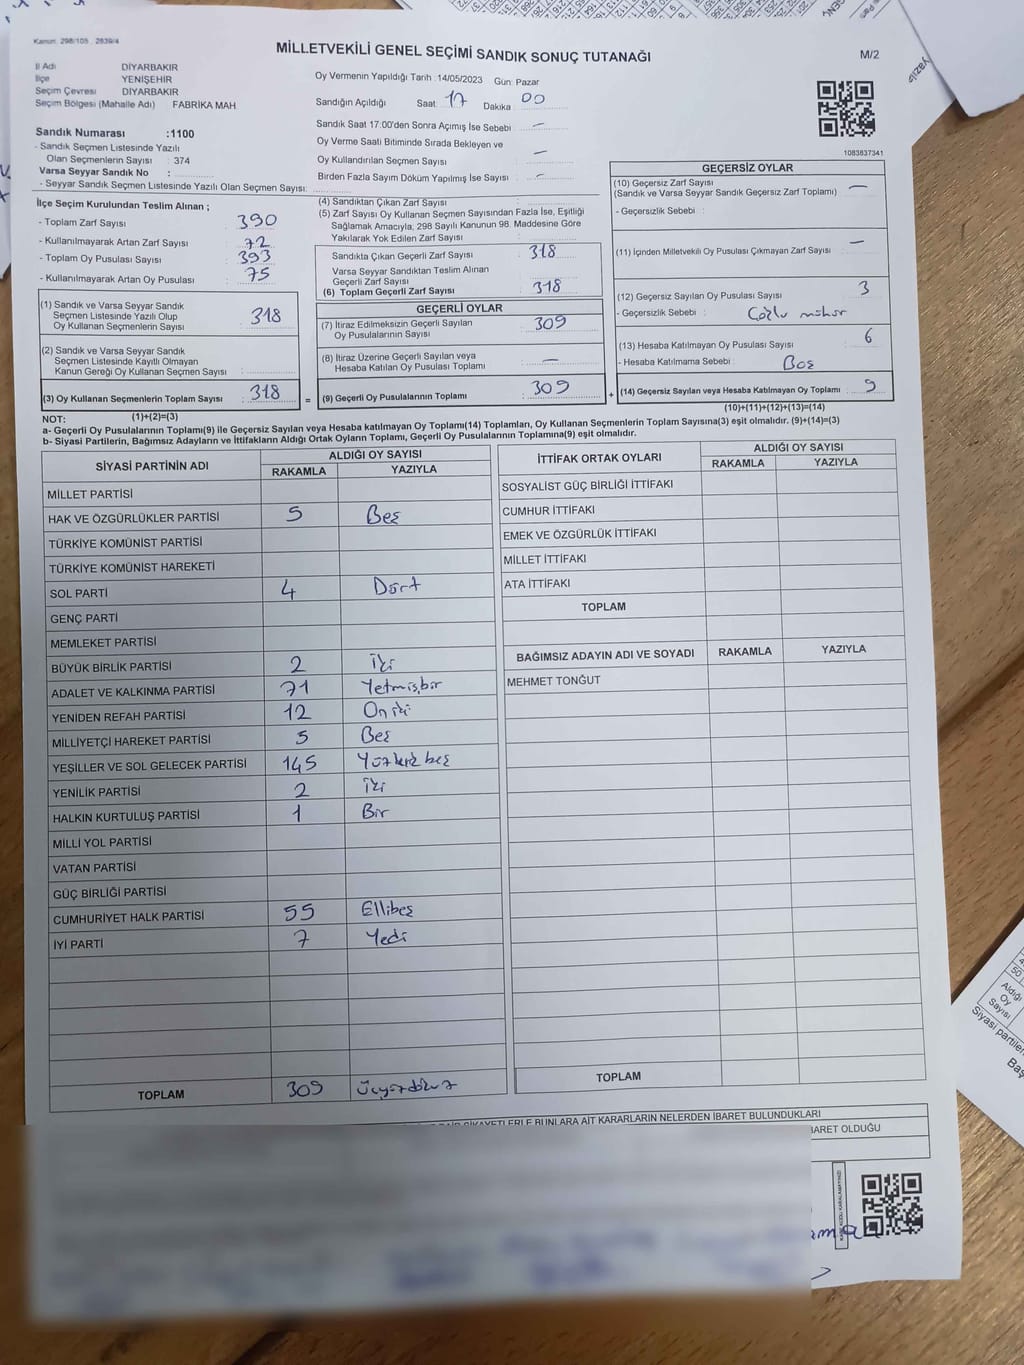 Kanun: 298/105 , 2839/4
MİLLETVEKİLİ GENEL SEÇİMİ SANDIK SONUÇ TUTANAĞI
M/2
İl Adı DİYARBAKIR
İlçe YENİŞEHİR
Seçim Çevresi DİYARBAKIR
Seçim Bölgesi (Mahalle Adı) FABRİKA MAH
Sandık Numarası :1100
- Sandık Seçmen Listesinde Yazılı
Olan Seçmenlerin Sayısı : 374
Varsa Seyyar Sandık No :
- Seyyar Sandık Seçmen Listesinde Yazılı Olan Seçmen Sayısı:
Oy Vermenin Yapıldığı Tarih :14/05/2023 Gün: Pazar
Sandığın Açıldığı Saat: 17 Dakika : 00
Sandık Saat 17:00'den Sonra Açımış İse Sebebi : —
Oy Verme Saati Bitiminde Sırada Bekleyen ve
Oy Kullandırılan Seçmen Sayısı : —
Birden Fazla Sayım Döküm Yapılmış İse Sayısı : -
1083837341
İlçe Seçim Kurulundan Teslim Alınan ;
- Toplam Zarf Sayısı : 390
- Kullanılmayarak Artan Zarf Sayısı : 72
- Toplam Oy Pusulası Sayısı : 393
- Kullanılmayarak Artan Oy Pusulası : 75
(4) Sandıktan Çıkan Zarf Sayısı :
(5) Zarf Sayısı Oy Kullanan Seçmen Sayısından Fazla İse, Eşitliği
Sağlamak Amacıyla; 298 Sayılı Kanunun 98. Maddesine Göre
Yakılarak Yok Edilen Zarf Sayısı :
Sandıkta Çıkan Geçerli Zarf Sayısı : 318
Varsa Seyyar Sandıktan Teslim Alınan
Geçerli Zarf Sayısı :
(6) Toplam Geçerli Zarf Sayısı : 318
GEÇERSİZ OYLAR
(10) Geçersiz Zarf Sayısı : —
(Sandık ve Varsa Seyyar Sandık Geçersiz Zarf Toplamı)
- Geçersizlik Sebebi :
(11) İçinden Milletvekili Oy Pusulası Çıkmayan Zarf Sayısı : —
(12) Geçersiz Sayılan Oy Pusulası Sayısı : 3
- Geçersizlik Sebebi : Çoğlu mühür
(13) Hesaba Katılmayan Oy Pusulası Sayısı : 6
- Hesaba Katılmama Sebebi : Boş
(14) Geçersiz Sayılan veya Hesaba Katılmayan Oy Toplamı : 9
(10)+(11)+(12)+(13)=(14)
(1) Sandık ve Varsa Seyyar Sandık
Seçmen Listesinde Yazılı Olup
Oy Kullanan Seçmenlerin Sayısı : 318
(2) Sandık ve Varsa Seyyar Sandık
Seçmen Listesinde Kayıtlı Olmayan
Kanun Gereği Oy Kullanan Seçmen Sayısı :
(3) Oy Kullanan Seçmenlerin Toplam Sayısı : 318 =
(1)+(2)=(3)
GEÇERLİ OYLAR
(7) İtiraz Edilmeksizin Geçerli Sayılan
Oy Pusulalarının Sayısı : 309
(8) İtiraz Üzerine Geçerli Sayılan veya
Hesaba Katılan Oy Pusulası Toplamı : —
(9) Geçerli Oy Pusulalarının Toplamı : 309 +
NOT:
a- Geçerli Oy Pusulalarının Toplamı(9) ile Geçersiz Sayılan veya Hesaba katılmayan Oy Toplamı(14) Toplamları, Oy Kullanan Seçmenlerin Toplam Sayısına(3) eşit olmalıdır. (9)+(14)=(3)
b- Siyasi Partilerin, Bağımsız Adayların ve İttifakların Aldığı Ortak Oyların Toplamı, Geçerli Oy Pusulalarının Toplamına(9) eşit olmalıdır.
SİYASİ PARTİNİN ADI ALDIĞI OY SAYISI
RAKAMLA YAZIYLA
MİLLET PARTİSİ
HAK VE ÖZGÜRLÜKLER PARTİSİ 5 Beş
TÜRKİYE KOMÜNİST PARTİSİ
TÜRKİYE KOMÜNİST HAREKETİ
SOL PARTİ 4 Dört
GENÇ PARTİ
MEMLEKET PARTİSİ
BÜYÜK BİRLİK PARTİSİ 2 İki
ADALET VE KALKINMA PARTİSİ 71 Yetmişbir
YENİDEN REFAH PARTİSİ 12 On iki
MİLLİYETÇİ HAREKET PARTİSİ 5 Beş
YEŞİLLER VE SOL GELECEK PARTİSİ 145 Yüzkırk beş
YENİLİK PARTİSİ 2 İki
HALKIN KURTULUŞ PARTİSİ 1 Bir
MİLLİ YOL PARTİSİ
VATAN PARTİSİ
GÜÇ BİRLİĞİ PARTİSİ
CUMHURİYET HALK PARTİSİ 55 Ellibeş
İYİ PARTİ 7 Yedi
TOPLAM 309 Üçyüzdokuz
İTTİFAK ORTAK OYLARI ALDIĞI OY SAYISI
RAKAMLA YAZIYLA
SOSYALİST GÜÇ BİRLİĞİ İTTİFAKI
CUMHUR İTTİFAKI
EMEK VE ÖZGÜRLÜK İTTİFAKI
MİLLET İTTİFAKI
ATA İTTİFAKI
TOPLAM
BAĞIMSIZ ADAYIN ADI VE SOYADI RAKAMLA YAZIYLA
MEHMET TONĞUT
TOPLAM
ŞİKAYETLERLE BUNLARA AİT KARARLARIN NELERDEN İBARET BULUNDUKLARI
İBARET OLDUĞU